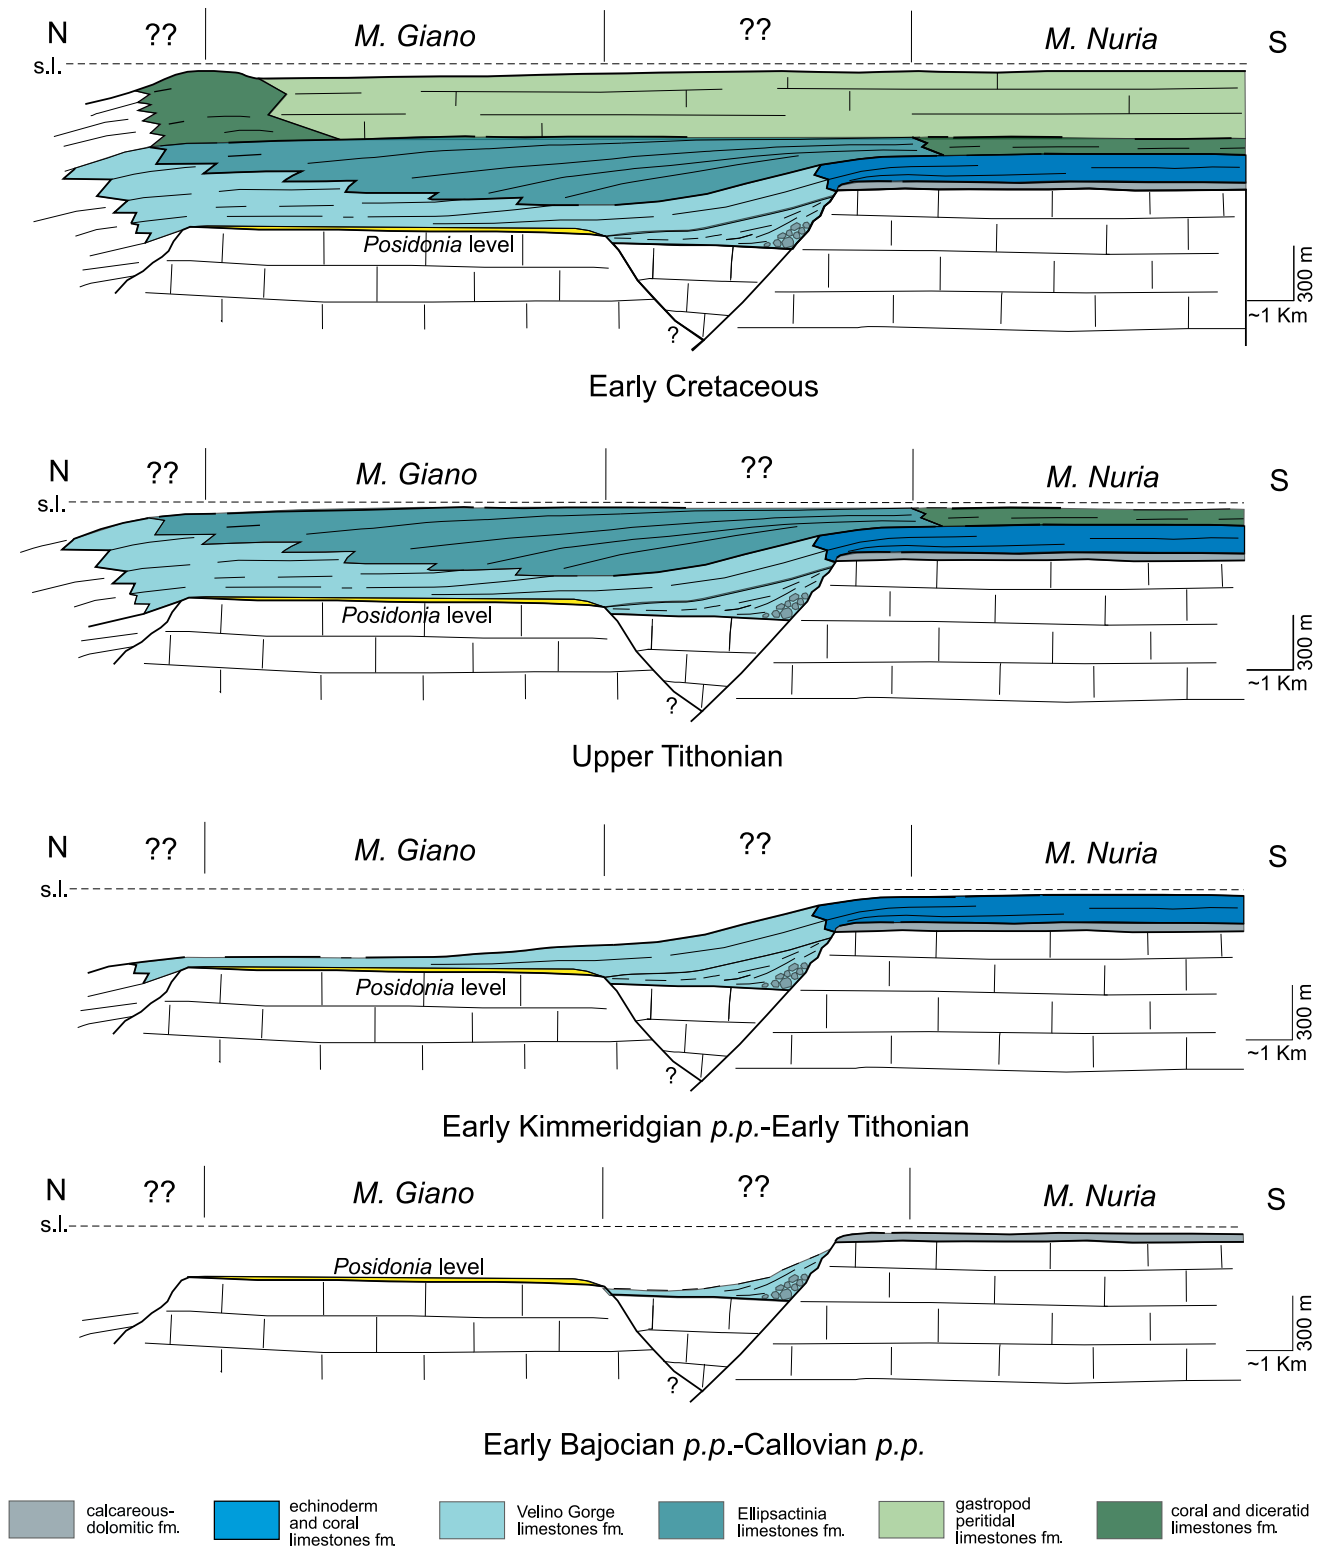 N ?? M. Giano ?? M. Nuria S
s.l.
Posidonia level
?
300 m
~1 Km
Early Cretaceous
N ?? M. Giano ?? M. Nuria S
s.l.
Posidonia level
?
300 m
~1 Km
Upper Tithonian
N ?? M. Giano ?? M. Nuria S
s.l.
Posidonia level
?
300 m
~1 Km
Early Kimmeridgian p.p.-Early Tithonian
N ?? M. Giano ?? M. Nuria S
s.l.
Posidonia level
?
300 m
~1 Km
Early Bajocian p.p.-Callovian p.p.
calcareous-
dolomitic fm.
echinoderm
and coral
limestones fm.
Velino Gorge
limestones fm.
Ellipsactinia
limestones fm.
gastropod
peritidal
limestones fm.
coral and diceratid
limestones fm.